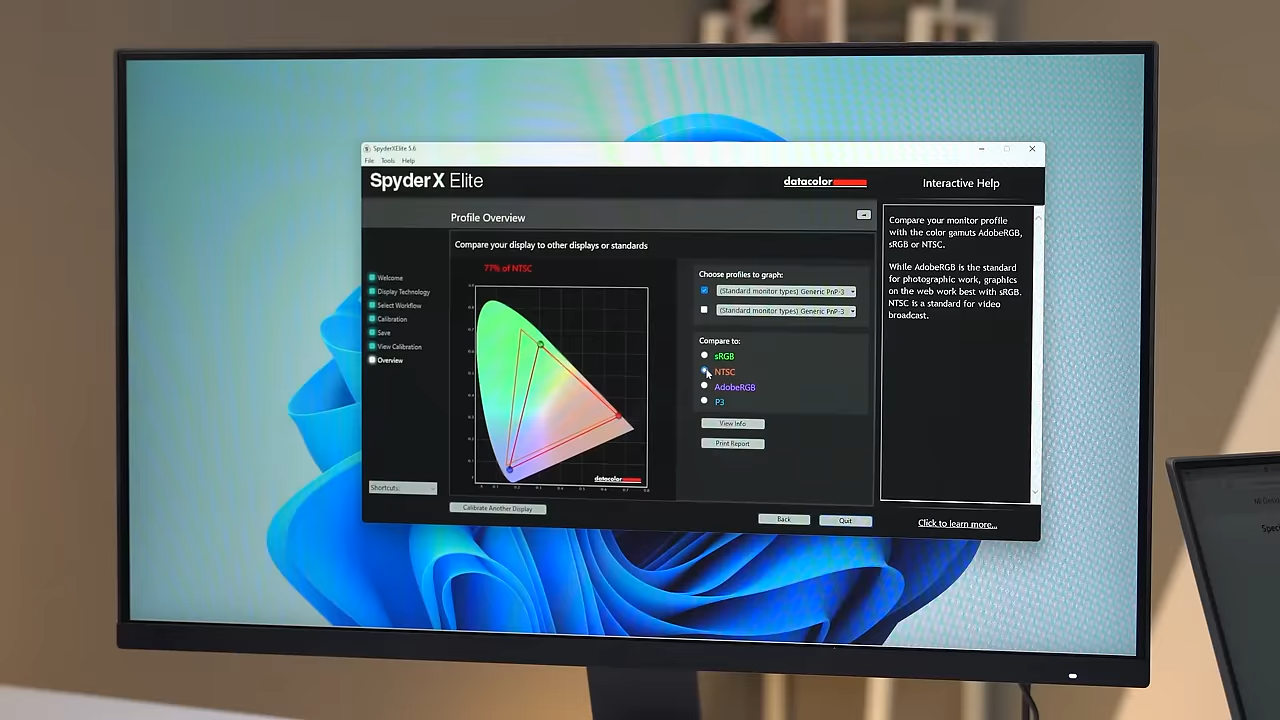 SpyderXElite 5.6
File Tools Help
SpyderX Elite
datacolor
Interactive Help
Profile Overview
Compare your display to other displays or standards
77% of NTSC
Welcome
Display Technology
Select Workflow
Calibration
Save
View Calibration
Overview
Shortcuts:
datacolor
Calibrate Another Display
Choose profiles to graph:
(Standard monitor types) Generic PnP-3
(Standard monitor types) Generic PnP-3
Compare to:
sRGB
NTSC
AdobeRGB
P3
View Info
Print Report
Back
Quit
Compare your monitor profile
with the color gamuts AdobeRGB,
sRGB or NTSC.
While AdobeRGB is the standard
for photographic work, graphics
on the web work best with sRGB.
NTSC is a standard for video
broadcast.
Click to learn more...